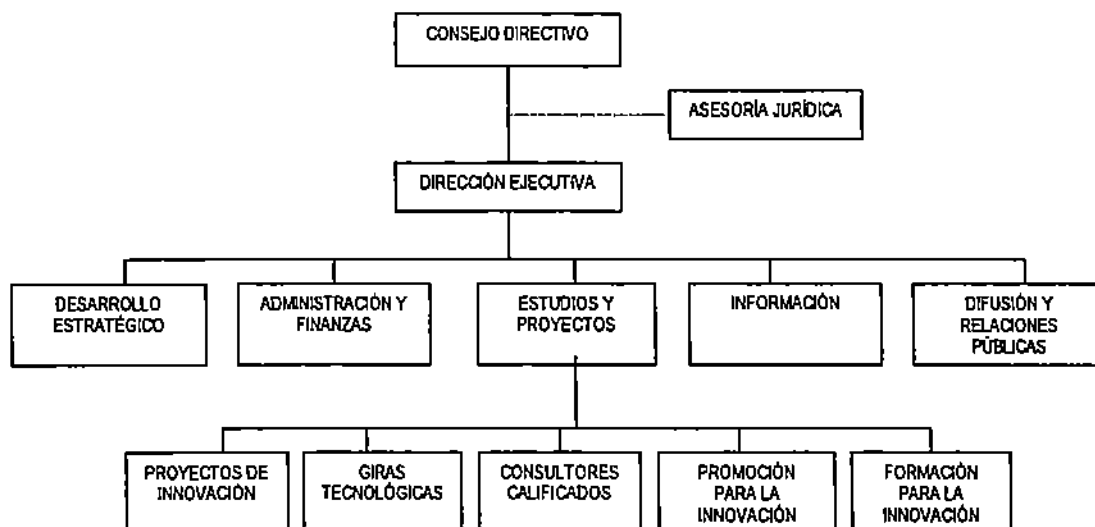 CONSEJO DIRECTIVO
ASESORÍA JURÍDICA
DIRECCIÓN EJECUTIVA
DESARROLLO
ESTRATÉGICO
ADMINISTRACIÓN Y
FINANZAS
ESTUDIOS Y
PROYECTOS
INFORMACIÓN
DIFUSIÓN Y
RELACIONES
PÚBLICAS
PROYECTOS DE
INNOVACIÓN
GIRAS
TECNOLÓGICAS
CONSULTORES
CALIFICADOS
PROMOCIÓN
PARA LA
INNOVACIÓN
FORMACIÓN
PARA LA
INNOVACIÓN